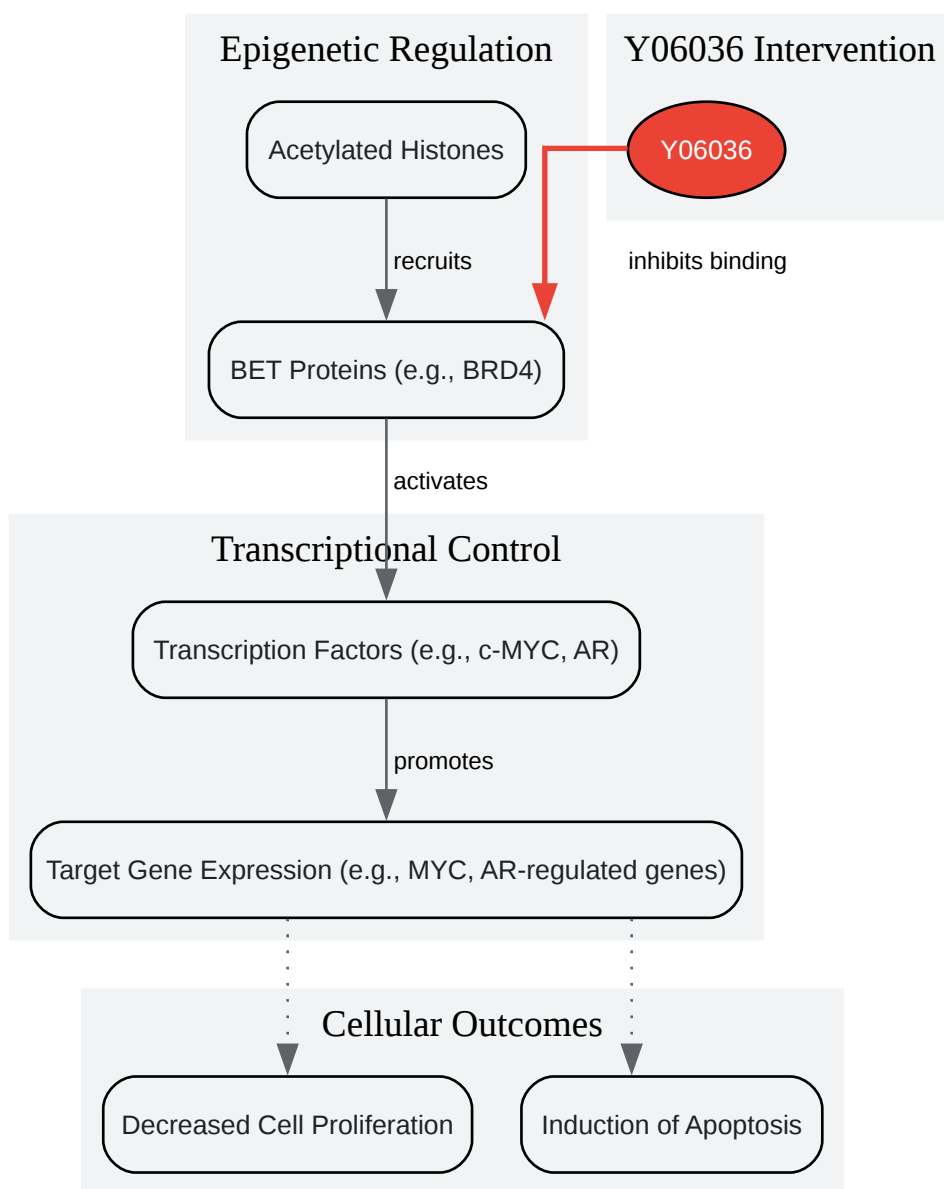 Epigenetic Regulation
Y06036 Intervention
Acetylated Histones
Y06036
recruits
inhibits binding
BET Proteins (e.g., BRD4)
activates
Transcriptional Control
Transcription Factors (e.g., c-MYC, AR)
promotes
Target Gene Expression (e.g., MYC, AR-regulated genes)
Cellular Outcomes
Decreased Cell Proliferation
Induction of Apoptosis